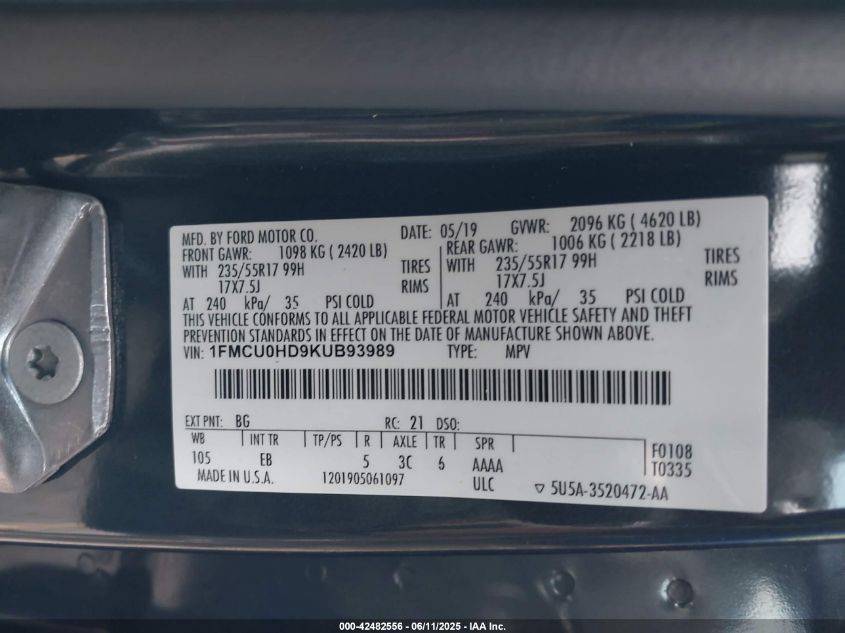 MFD. BY FORD MOTOR CO. DATE: 05/19 GVWR: 2096 KG ( 4620 LB)
FRONT GAWR: 1098 KG ( 2420 LB) REAR GAWR: 1006 KG ( 2218 LB)
WITH 235/55R17 99H TIRES WITH 235/55R17 99H TIRES
17X7.5J RIMS 17X7.5J RIMS
AT 240 kPa/ 35 PSI COLD AT 240 kPa/ 35 PSI COLD
THIS VEHICLE CONFORMS TO ALL APPLICABLE FEDERAL MOTOR VEHICLE SAFETY AND THEFT
PREVENTION STANDARDS IN EFFECT ON THE DATE OF MANUFACTURE SHOWN ABOVE.
VIN: 1FMCU0HD9KUB93989 TYPE: MPV
EXT PNT: BG RC: 21 DSO:
WB INT TR TP/PS R AXLE TR SPR
105 EB 5 3C 6 AAAA
F0108
T0335
MADE IN U.S.A. 1201905061097 ULC ▽ 5U5A-3520472-AA
000-42482556 - 06/11/2025 - IAA Inc.